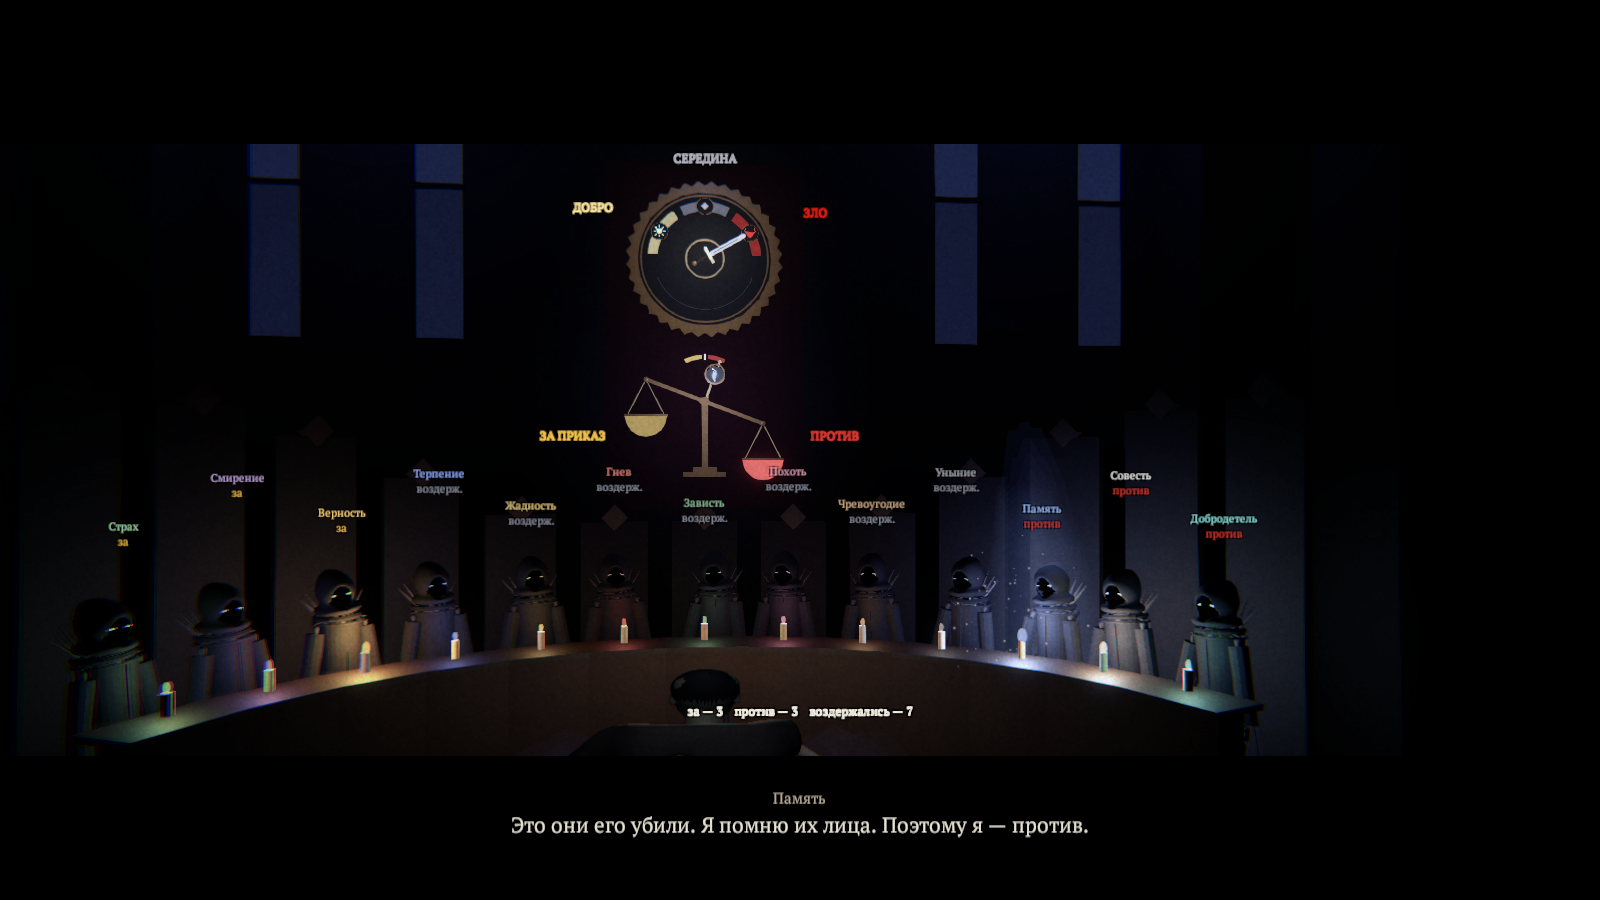 СЕРЕДИНА
ДОБРО
ЗЛО
ЗА ПРИКАЗ
ПРОТИВ
Страх
за
Смирение
за
Верность
за
Терпение
воздерж.
Жадность
воздерж.
Гнев
воздерж.
Зависть
воздерж.
Похоть
воздерж.
Чревоугодие
воздерж.
Уныние
воздерж.
Память
против
Совесть
против
Добродетель
против
за — 3 против — 3 воздержались — 7
Память
Это они его убили. Я помню их лица. Поэтому я — против.